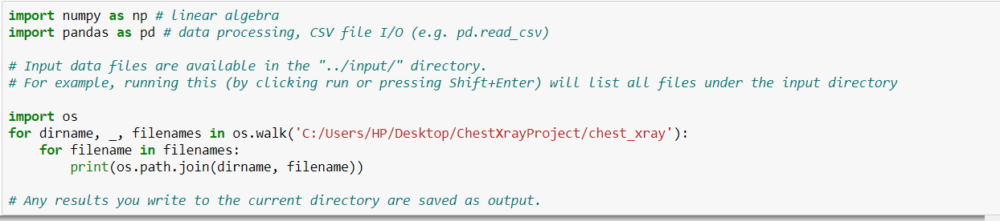 import numpy as np # linear algebra
import pandas as pd # data processing, CSV file I/O (e.g. pd.read_csv)
# Input data files are available in the "../input/" directory.
# For example, running this (by clicking run or pressing Shift+Enter) will list all files under the input directory
import os
for dirname, _, filenames in os.walk('C:/Users/HP/Desktop/ChestXrayProject/chest_xray'):
    for filename in filenames:
        print(os.path.join(dirname, filename))
# Any results you write to the current directory are saved as output.